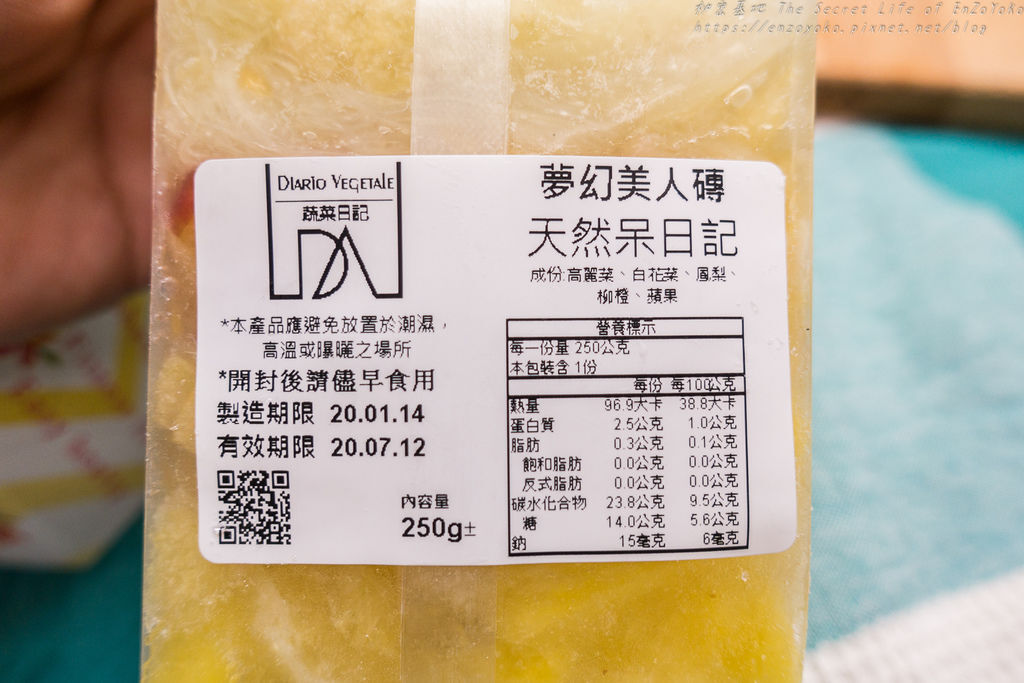 秘密基地 The Secret Life of EnZoYoKo
https://enzoyoko.pixnet.net/blog
DIARIO VEGETALE
蔬菜日記
DA
*本產品應避免放置於潮濕，
高溫或曝曬之場所
*開封後請儘早食用
製造期限 20.01.14
有效期限 20.07.12
內容量
250g±
夢幻美人磚
天然呆日記
成份:高麗菜、白花菜、鳳梨、
柳橙、蘋果
營養標示
每一份量 250公克
本包裝含 1份
每份 每100公克
熱量 96.9大卡 38.8大卡
蛋白質 2.5公克 1.0公克
脂肪 0.3公克 0.1公克
飽和脂肪 0.0公克 0.0公克
反式脂肪 0.0公克 0.0公克
碳水化合物 23.8公克 9.5公克
糖 14.0公克 5.6公克
鈉 15毫克 6毫克